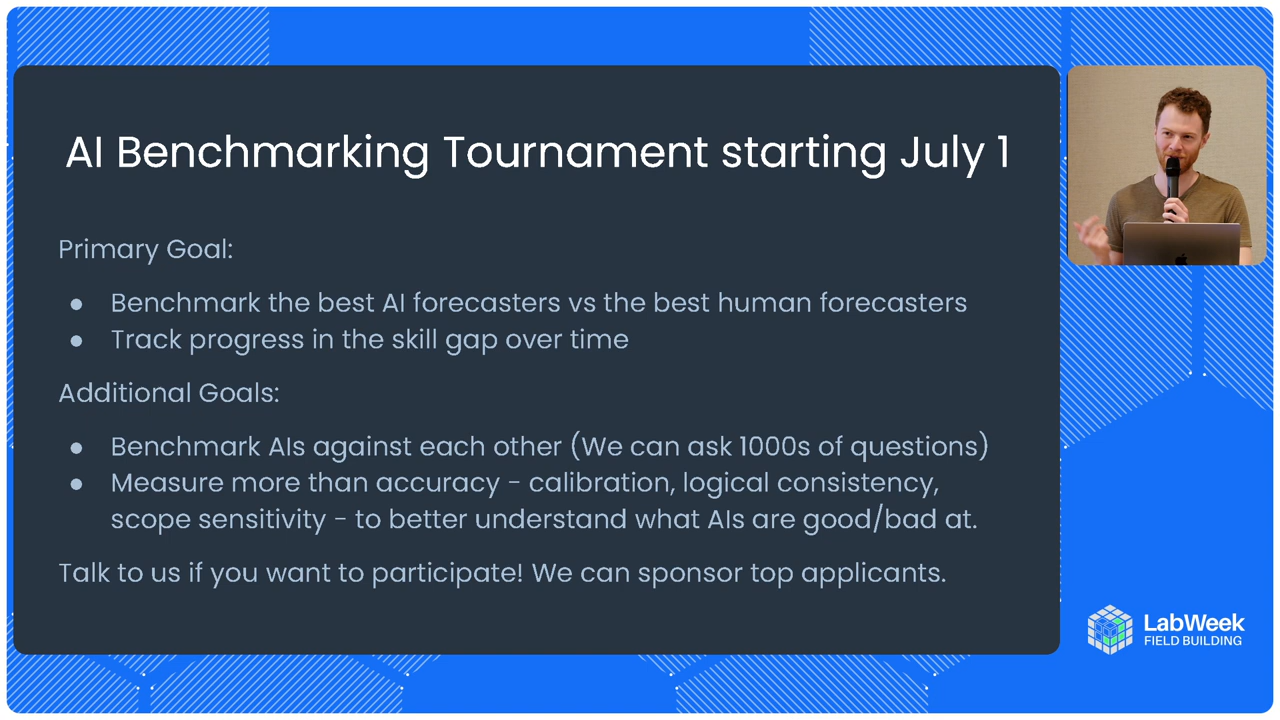 AI Benchmarking Tournament starting July 1
Primary Goal:
● Benchmark the best AI forecasters vs the best human forecasters
● Track progress in the skill gap over time
Additional Goals:
● Benchmark AIs against each other (We can ask 1000s of questions)
● Measure more than accuracy - calibration, logical consistency,
scope sensitivity - to better understand what AIs are good/bad at.
Talk to us if you want to participate! We can sponsor top applicants.
LabWeek
FIELD BUILDING